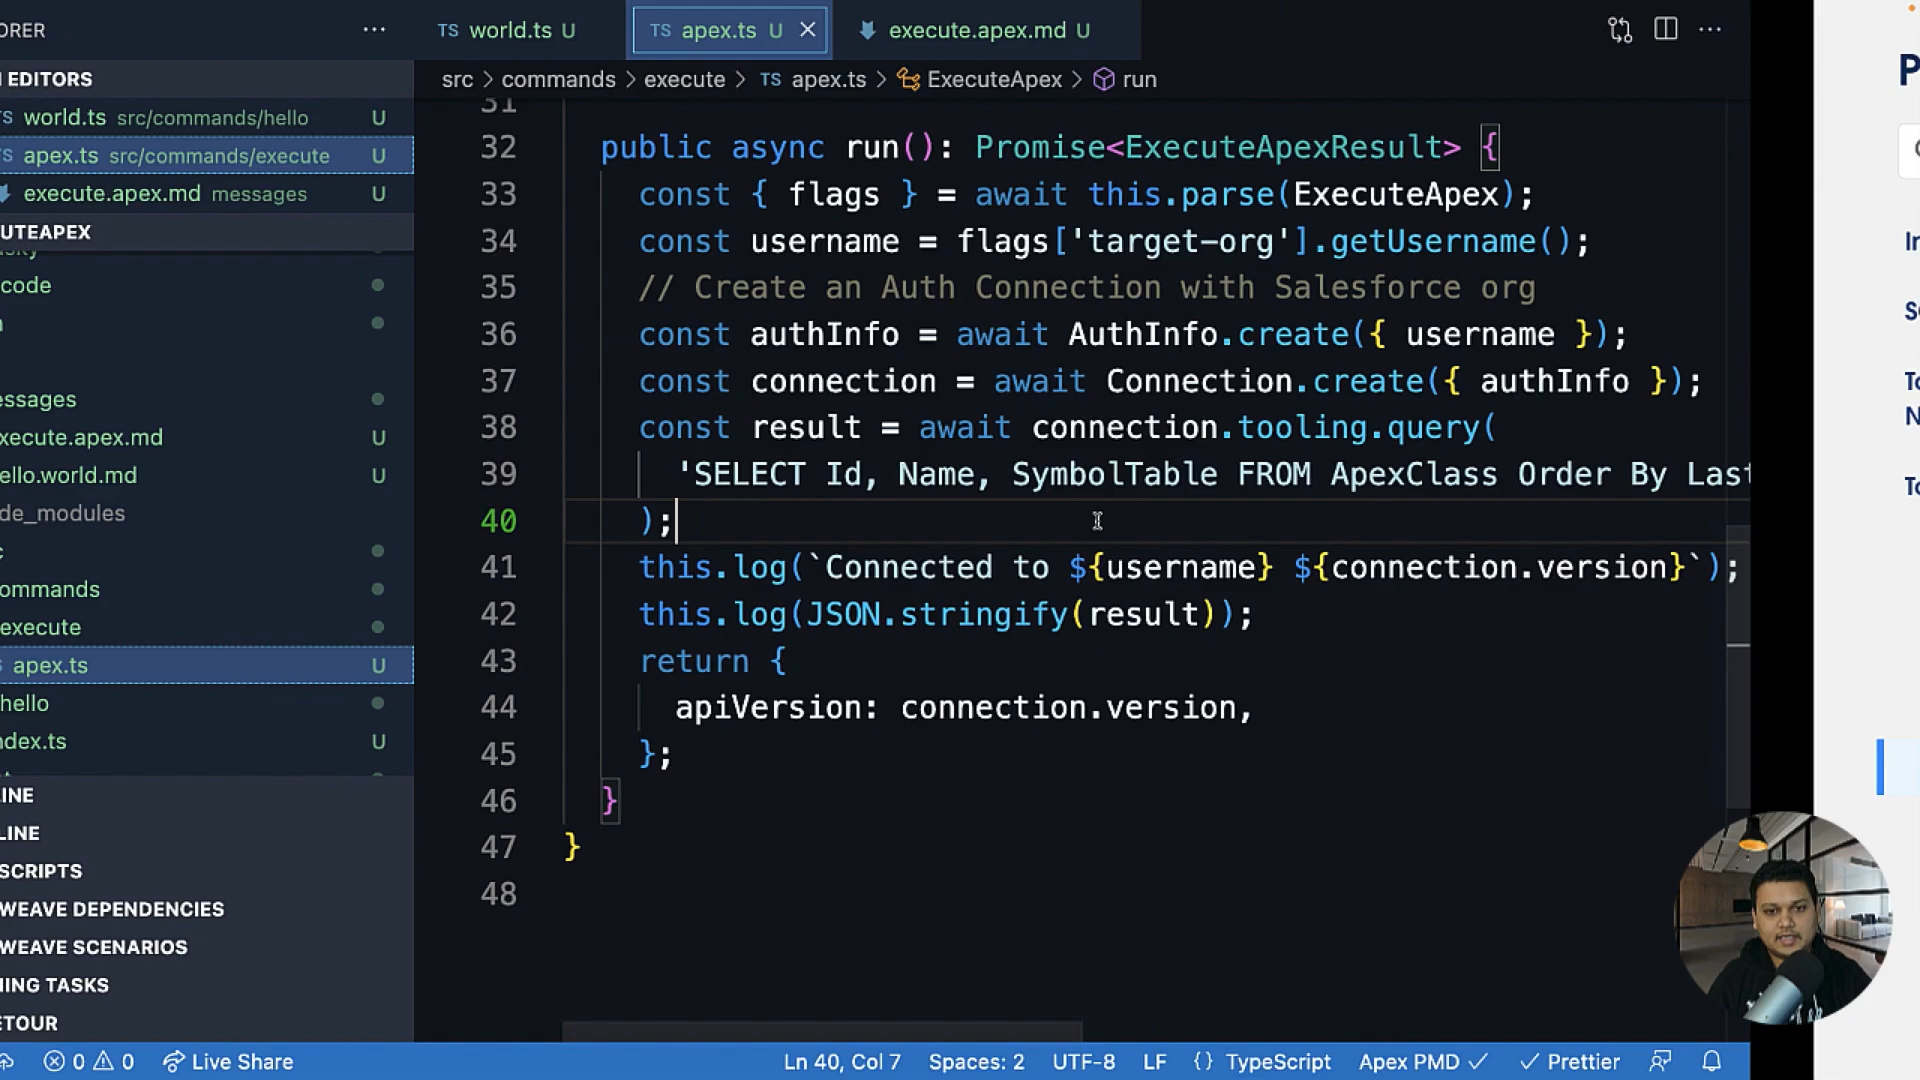 ORER ...
EDITORS
world.ts src/commands/hello U
apex.ts src/commands/execute U
execute.apex.md messages U
UTEAPEX
code
essages
xecute.apex.md U
ello.world.md U
de_modules
ommands
execute
apex.ts U
hello
ndex.ts U
INE
LINE
SCRIPTS
WEAVE DEPENDENCIES
WEAVE SCENARIOS
NING TASKS
ETOUR
TS world.ts U TS apex.ts U execute.apex.md U
src > commands > execute > TS apex.ts > ExecuteApex > run
31
32 public async run(): Promise<ExecuteApexResult> {
33 const { flags } = await this.parse(ExecuteApex);
34 const username = flags['target-org'].getUsername();
35 // Create an Auth Connection with Salesforce org
36 const authInfo = await AuthInfo.create({ username });
37 const connection = await Connection.create({ authInfo });
38 const result = await connection.tooling.query(
39 'SELECT Id, Name, SymbolTable FROM ApexClass Order By Last
40 );
41 this.log(`Connected to ${username} ${connection.version}`);
42 this.log(JSON.stringify(result));
43 return {
44 apiVersion: connection.version,
45 };
46 }
47 }
48
0 0 Live Share Ln 40, Col 7 Spaces: 2 UTF-8 LF {} TypeScript Apex PMD Prettier